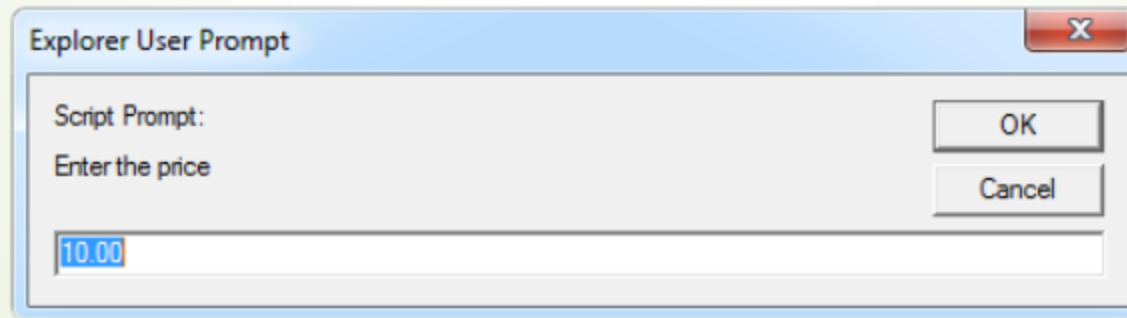 Explorer User Prompt
Script Prompt:
OK
Enter the price
Cancel
10.00